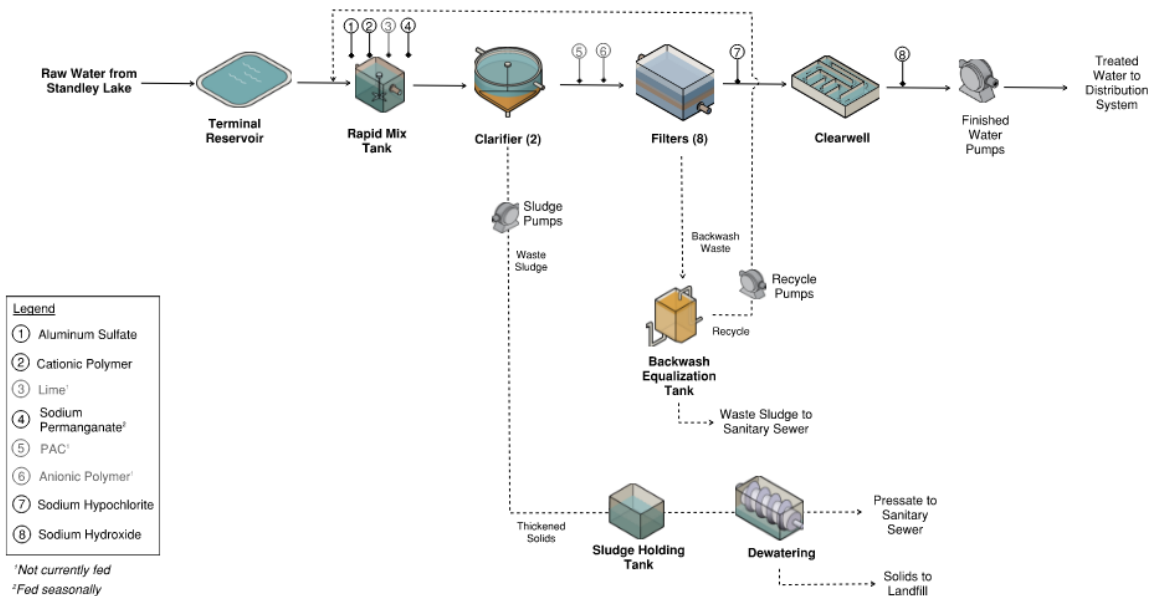 1 2 3 4
5 6
7
8
Raw Water from
Standley Lake
Terminal
Reservoir
Rapid Mix
Tank
Clarifier (2)
Filters (8)
Clearwell
Finished
Water
Pumps
Treated
Water to
Distribution
System
Sludge
Pumps
Waste
Sludge
Backwash
Waste
Recycle
Pumps
Recycle
Backwash
Equalization
Tank
Waste Sludge to
Sanitary Sewer
Legend
1 Aluminum Sulfate
2 Cationic Polymer
3 Lime¹
4 Sodium
Permanganate²
5 PAC²
6 Anionic Polymer¹
7 Sodium Hypochlorite
8 Sodium Hydroxide
¹Not currently fed
²Fed seasonally
Thickened
Solids
Sludge Holding
Tank
Dewatering
Pressate to
Sanitary
Sewer
Solids to
Landfill